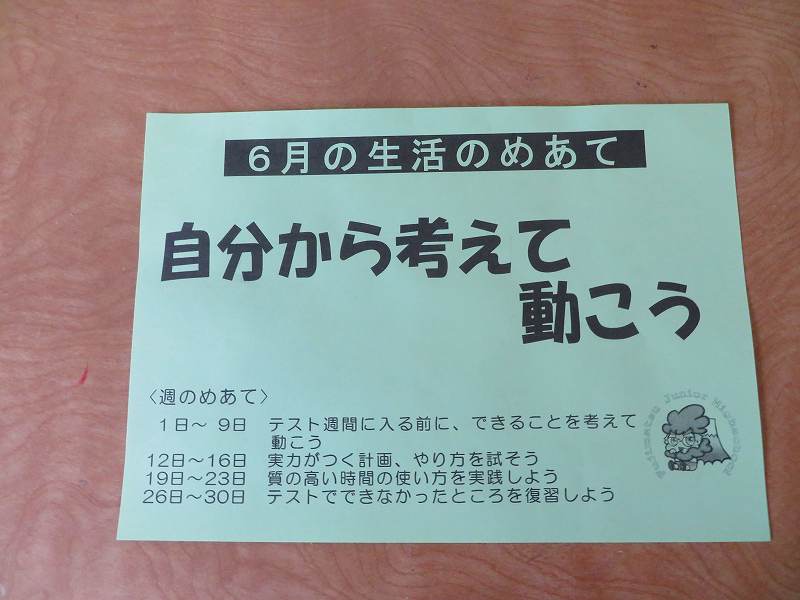 ６月の生活のめあて
自分から考えて
動こう
〈週のめあて〉
１日～ ９日　テスト週間に入る前に、できることを考えて
動こう
12日～16日　実力がつく計画、やり方を試そう
19日～23日　質の高い時間の使い方を実践しよう
26日～30日　テストでできなかったところを復習しよう
Fujimatsu Junior Highschool